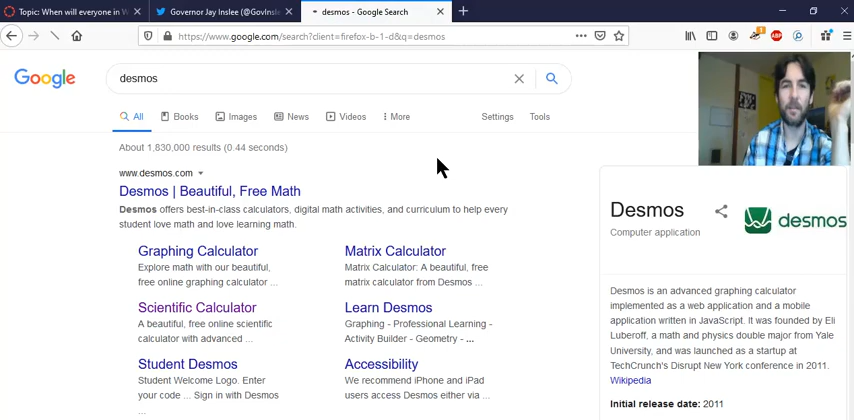 Topic: When will everyone in W
Governor Jay Inslee (@GovInsle
desmos - Google Search
https://www.google.com/search?client=firefox-b-1-d&q=desmos
ABP
Google
desmos
All
Books
Images
News
Videos
More
Settings
Tools
About 1,830,000 results (0.44 seconds)
www.desmos.com
Desmos | Beautiful, Free Math
Desmos offers best-in-class calculators, digital math activities, and curriculum to help every
student love math and love learning math.
Graphing Calculator
Explore math with our beautiful,
free online graphing calculator ...
Matrix Calculator
Matrix Calculator: A beautiful, free
matrix calculator from Desmos ...
Scientific Calculator
A beautiful, free online scientific
calculator with advanced ...
Learn Desmos
Graphing - Professional Learning -
Activity Builder - Geometry - ...
Student Desmos
Student Welcome Logo. Enter
your code ... Sign in with Desmos
...
Accessibility
We recommend iPhone and iPad
users access Desmos either via ...
Desmos
Computer application
desmos
Desmos is an advanced graphing calculator
implemented as a web application and a mobile
application written in JavaScript. It was founded by Eli
Luberoff, a math and physics double major from Yale
University, and was launched as a startup at
TechCrunch's Disrupt New York conference in 2011.
Wikipedia
Initial release date: 2011